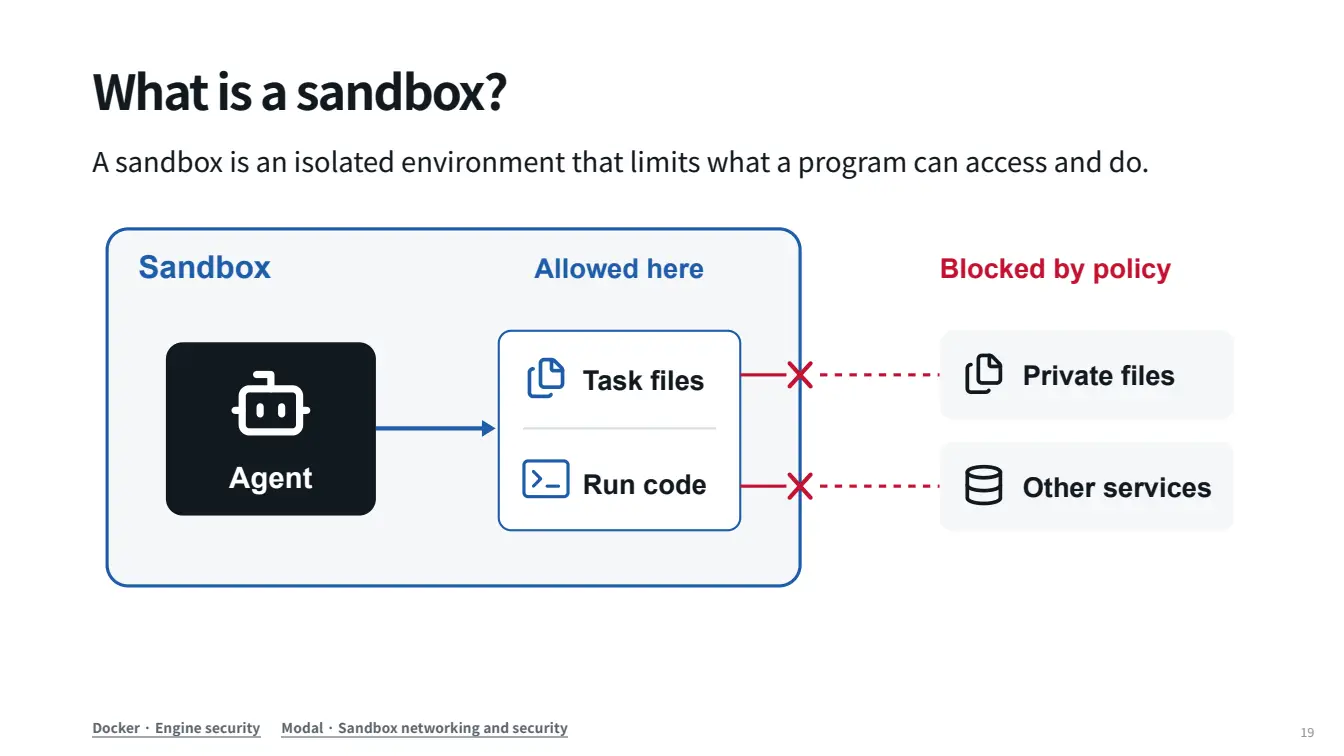 What is a sandbox?
A sandbox is an isolated environment that limits what a program can access and do.
Sandbox
Allowed here
Blocked by policy
Agent
Task files
Run code
Private files
Other services
Docker · Engine security
Modal · Sandbox networking and security
19